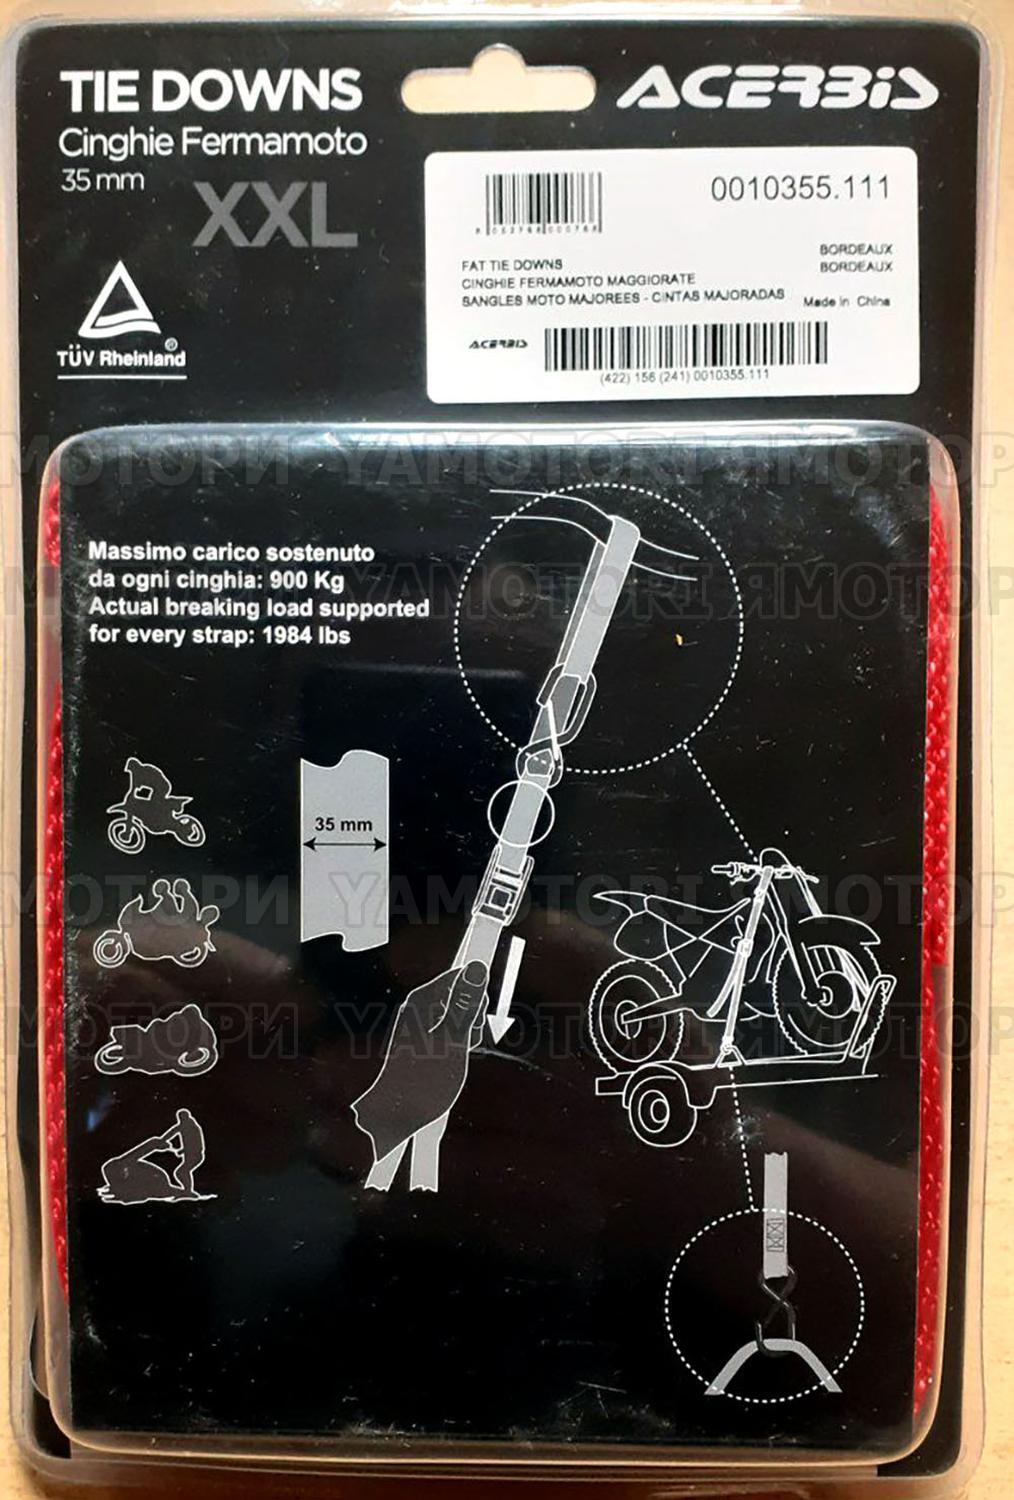 TIE DOWNS
Cinghie Fermamoto
35 mm
XXL
ACERBIS
TÜV Rheinland®
0010355.111
BORDEAUX
BORDEAUX
FAT TIE DOWNS
CINGHIE FERMAMOTO MAGGIORATE
SANGLES MOTO MAJOREES - CINTAS MAJORADAS
Made in China
ACERBIS
(422) 156 (241) 0010355.111
МОТОРИ YAMOTORI ЯМОТОР
Massimo carico sostenuto
da ogni cinghia: 900 Kg
Actual breaking load supported
for every strap: 1984 lbs
МОТОРИ YAMOTORI ЯМОТОР
35 mm
МОТОРИ YAMOTORI ЯМОТОР
МОТОРИ YAMOTORI ЯМОТОР